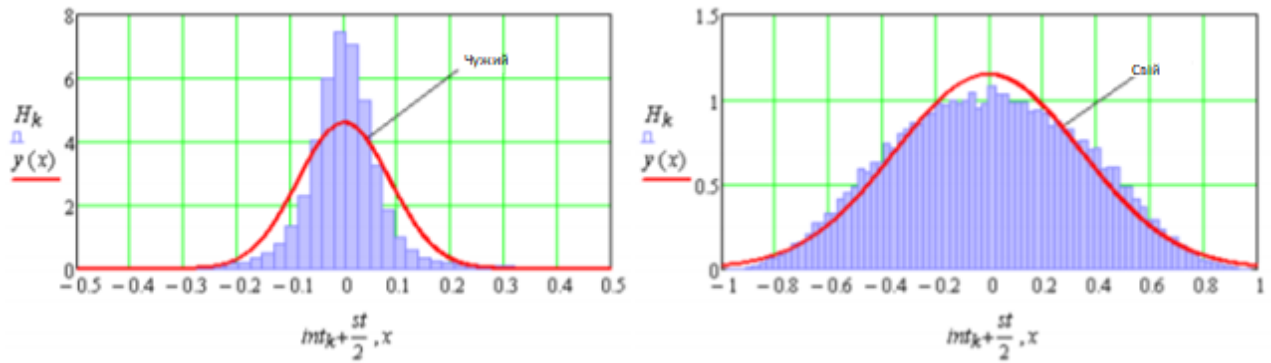 8
6
4
2
0
H_k
y(x)
Чужий
−0.5 −0.4 −0.3 −0.2 −0.1 0 0.1 0.2 0.3 0.4 0.5
int_k + st/2 , x
1.5
1
0.5
0
H_k
y(x)
Свій
−1 −0.8 −0.6 −0.4 −0.2 0 0.2 0.4 0.6 0.8 1
int_k + st/2 , x